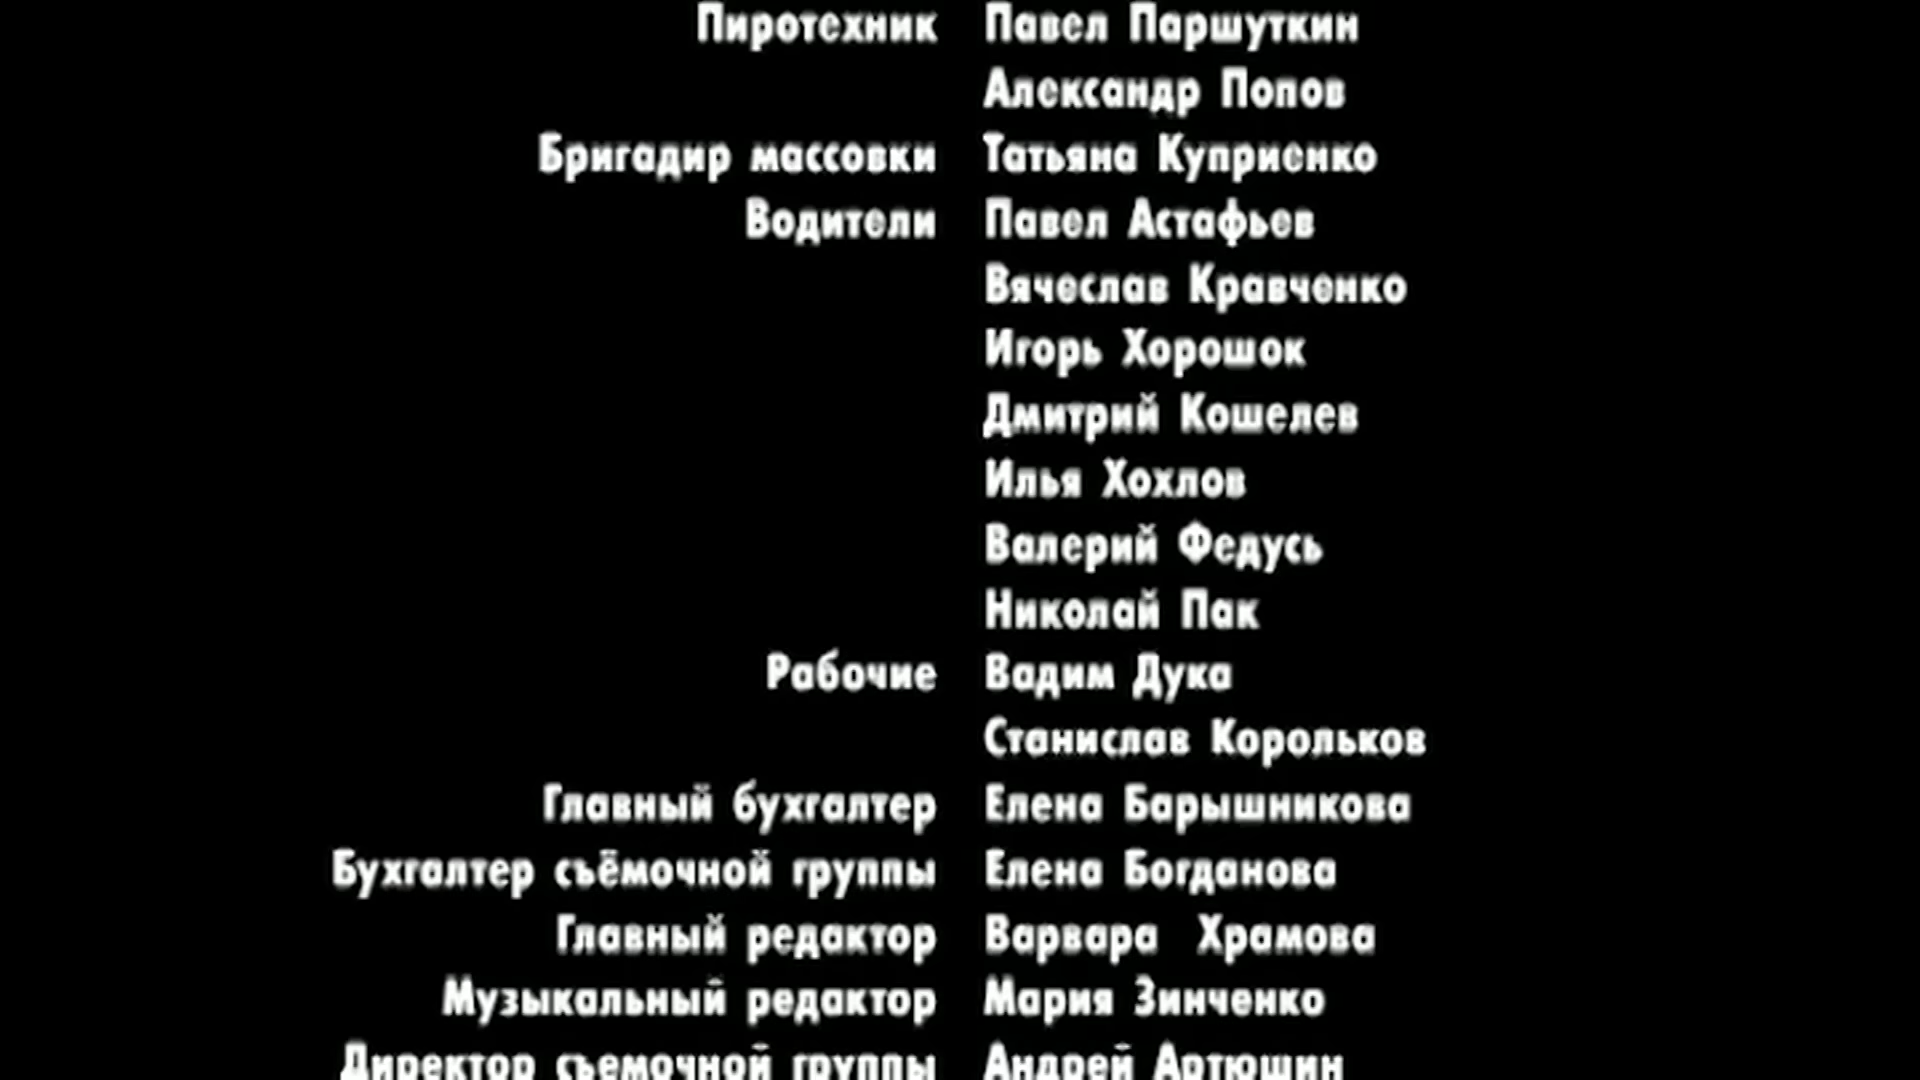 Пиротехник Павел Паршуткин
Александр Попов
Бригадир массовки Татьяна Куприенко
Водители Павел Астафьев
Вячеслав Кравченко
Игорь Хорошок
Дмитрий Кошелев
Илья Хохлов
Валерий Федусь
Николай Пак
Рабочие Вадим Дука
Станислав Корольков
Главный бухгалтер Елена Барышникова
Бухгалтер съёмочной группы Елена Богданова
Главный редактор Варвара Храмова
Музыкальный редактор Мария Зинченко
Директор съемочной группы Андрей Артюшин